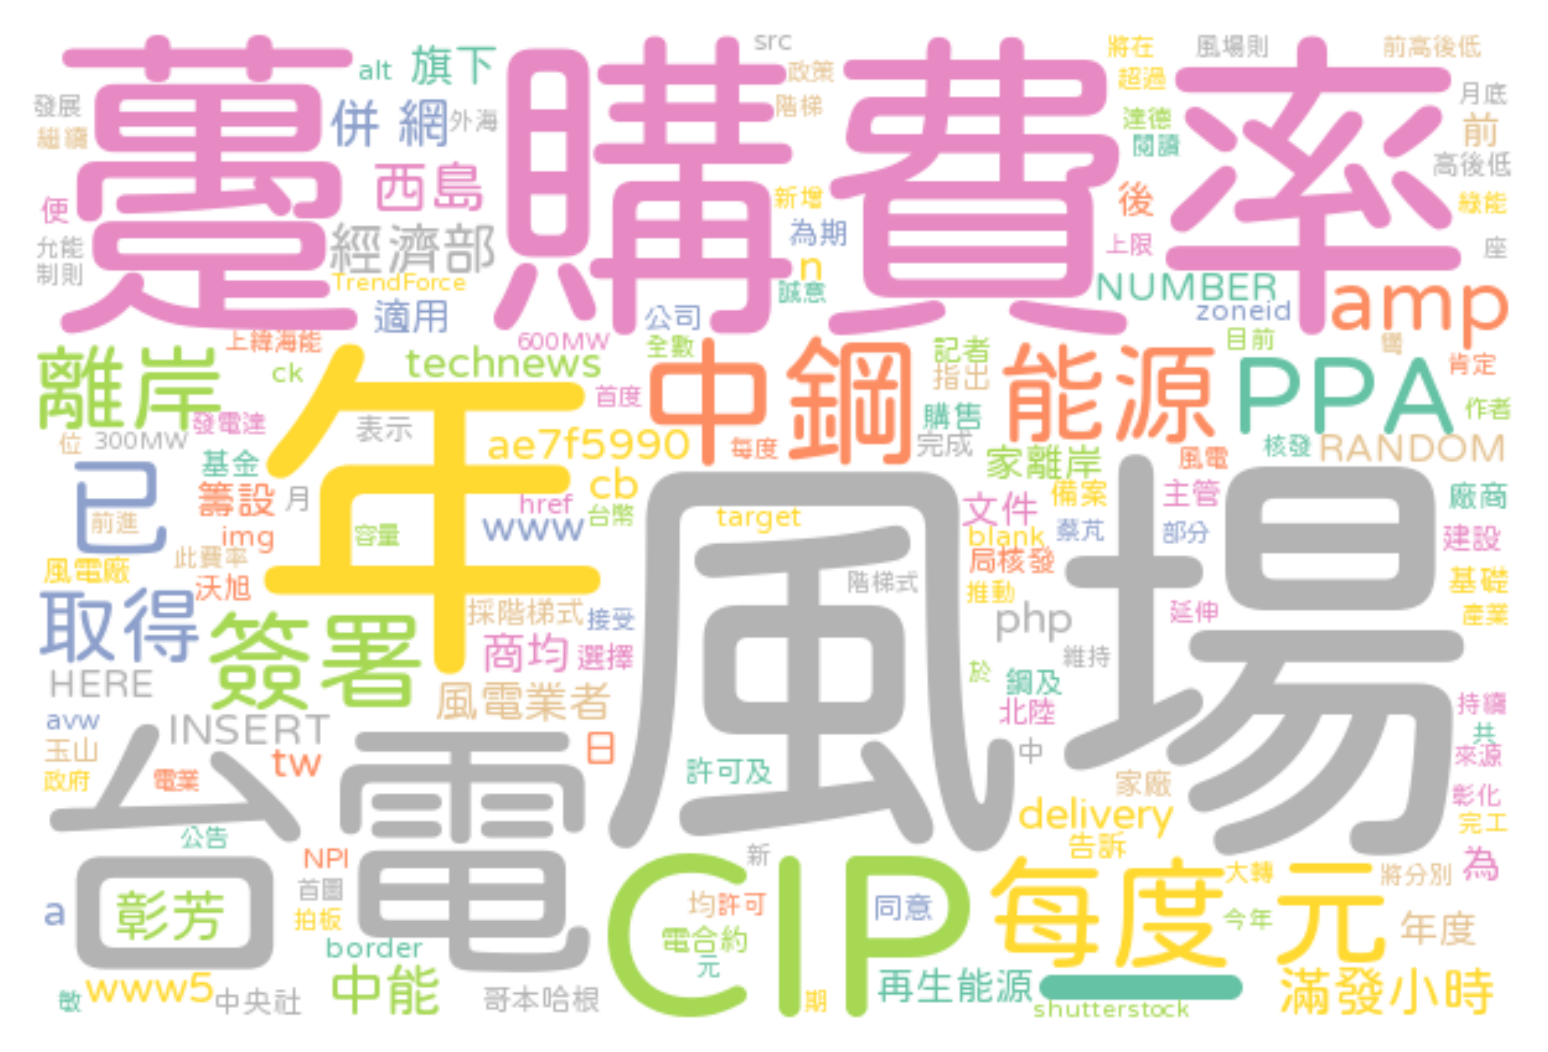 src
將在
風場則
前高後低
alt
旗下
政策
超過
月底
發展
併網
外海
階梯
達德
前
繼續
閱讀
高後低
躉購費率
西島
新增
後
綠能
便
為期
上限
座
允能
經濟部
n
制則
TrendForce
誠意
NUMBER
amp
適用
公司
zoneid
上緯海能
600MW
全數
目前
離岸
technews
中鋼
記者
能源
PPA
肯定
ck
首度
指出
發電達
表示
購售
作者
位
300MW
年
ae7f5990
每度
完成
家離岸
核發
RANDOM
基金
風電
已
籌設
月
href
cb
文件
備案
主管
廠商
前進
img
容量
www
台幣
target
blank
蔡芃
部分
建設
風電廠
此費率
局核發
沃旭
階梯式
推動
基礎
取得
簽署
採階梯式
接受
風場
php
延伸
產業
商均
選擇
維持
HERE
於
鋼及
風電業者
北陸
持續
avw
INSERT
共
玉山
tw
日
中
來源
政府
電業
許可及
家廠
台電
彰化
公告
delivery
完工
告訴
NPI
新
為
首圖
CIP
每度
大轉
元
將分別
a
彰芳
拍板
均
許可
同意
今年
年度
border
電合約
元
www5
中能
再生能源
滿發小時
敏
中央社
哥本哈根
期
shutterstock